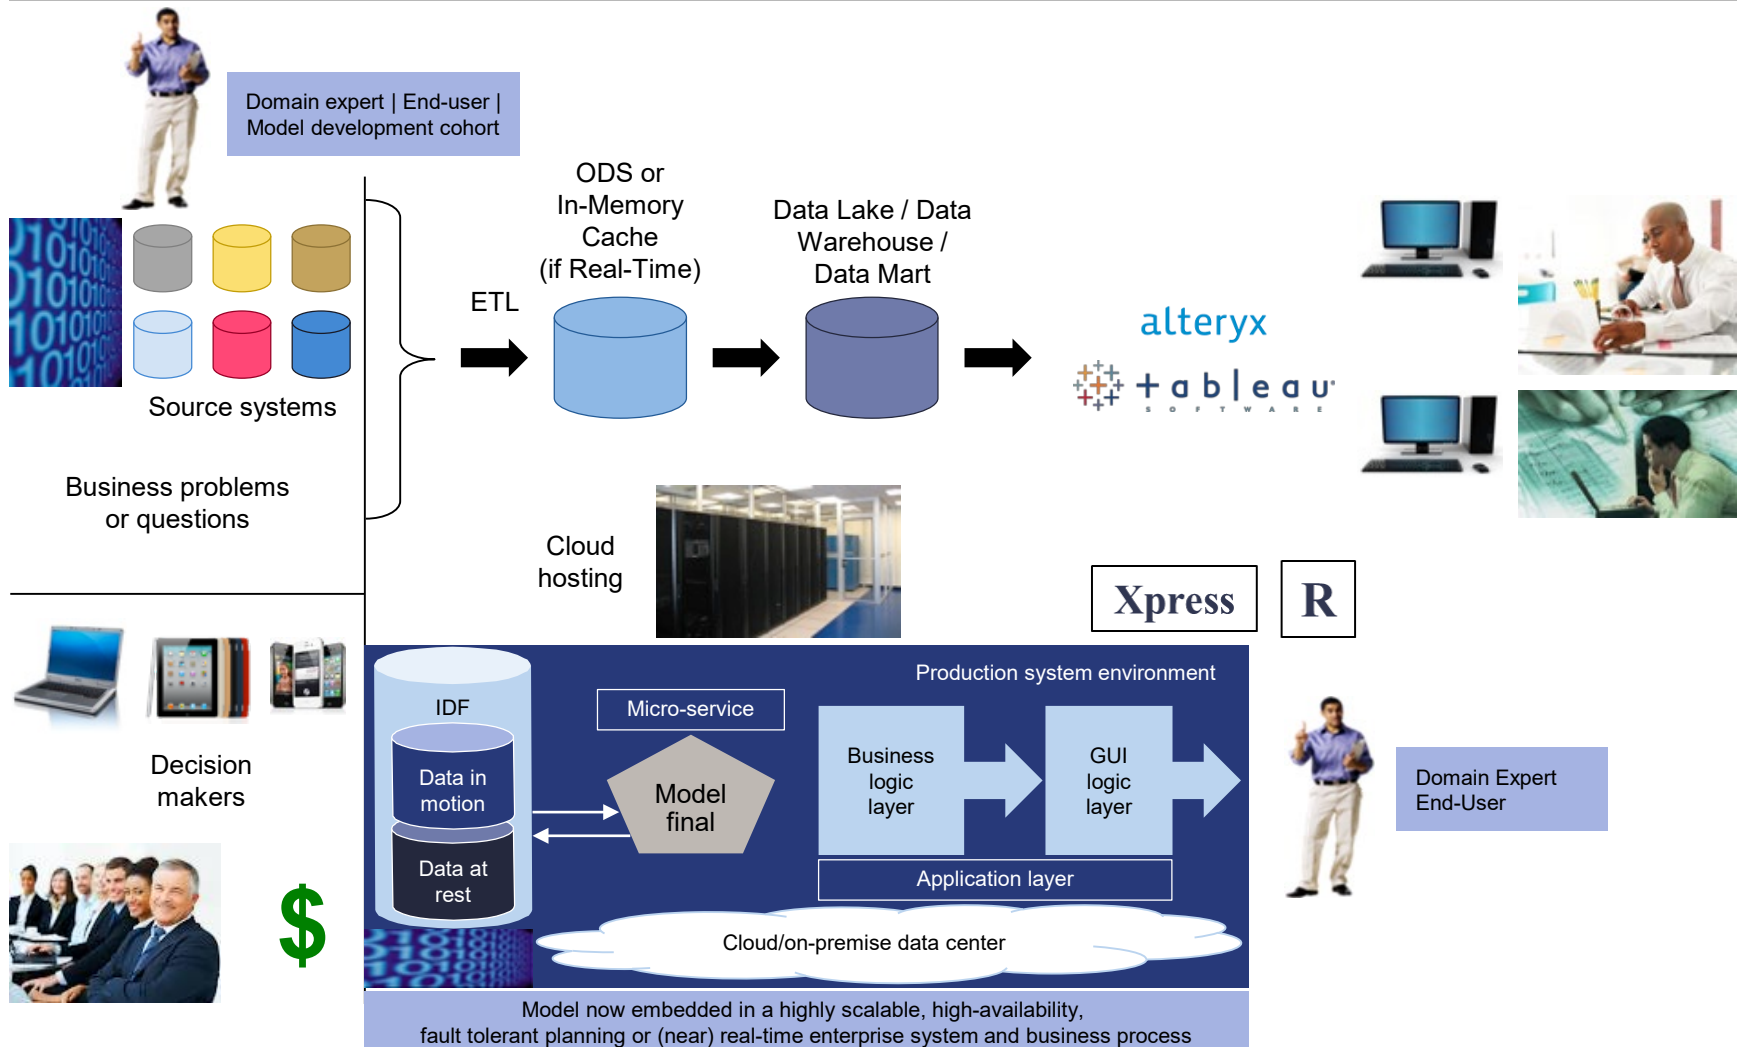 Domain expert | End-user |
Model development cohort
ODS or
In-Memory
Cache
(if Real-Time)
Data Lake / Data
Warehouse /
Data Mart
ETL
alteryx
+ a b l e a u
S O F T W A R E
Source systems
Business problems
or questions
Cloud
hosting
Xpress
R
Production system environment
IDF
Micro-service
Data in
motion
Model
final
Business
logic
layer
GUI
logic
layer
Decision
makers
Domain Expert
End-User
Data at
rest
Application layer
$
Cloud/on-premise data center
Model now embedded in a highly scalable, high-availability,
fault tolerant planning or (near) real-time enterprise system and business process